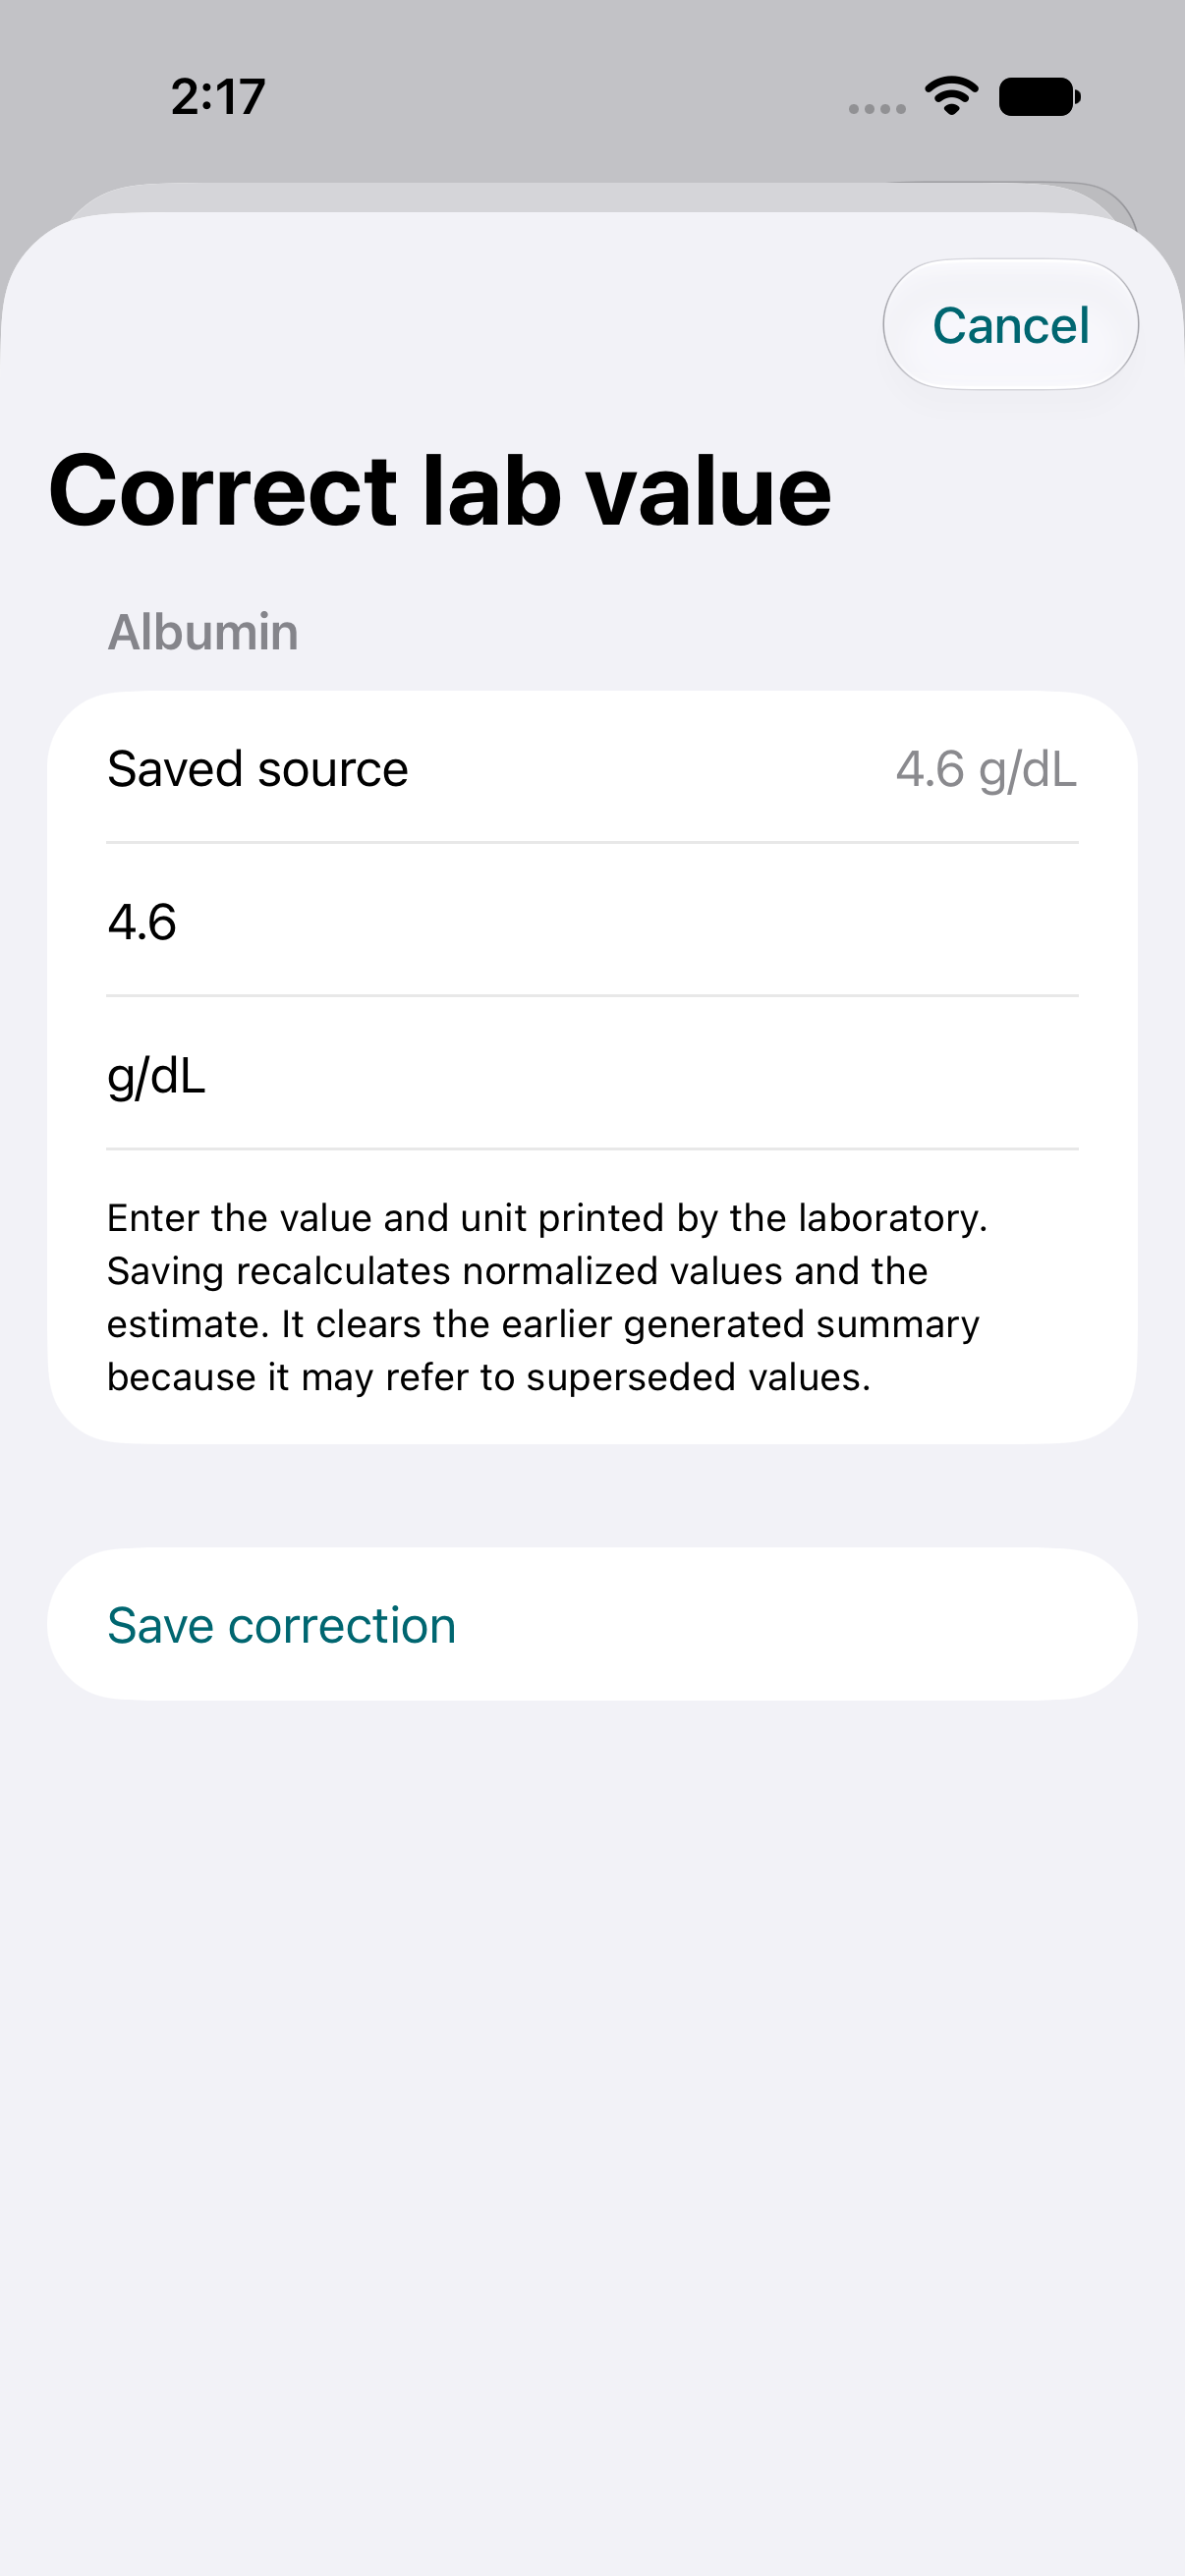 2:17
Cancel
Correct lab value
Albumin
Saved source 4.6 g/dL
4.6
g/dL
Enter the value and unit printed by the laboratory.
Saving recalculates normalized values and the
estimate. It clears the earlier generated summary
because it may refer to superseded values.
Save correction